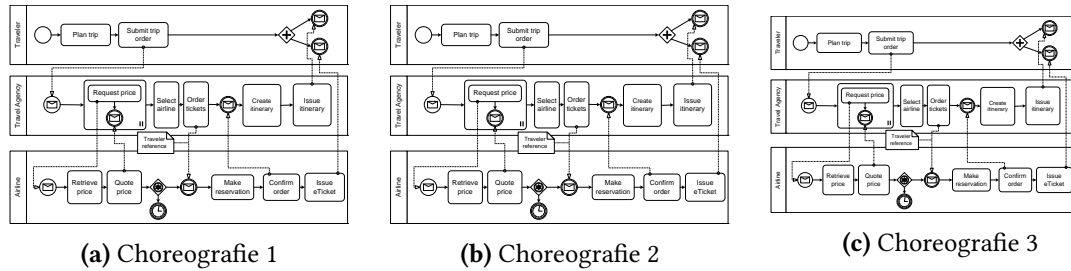 Traveler
Plan trip
Submit trip
order
Travel Agency
Request price
Select
airline
Order
tickets
Create
itinerary
Issue
itinerary
Traveler
reference
Airline
Retrieve
price
Quote
price
Make
reservation
Confirm
order
Issue
eTicket
(a) Choreografie 1
Traveler
Plan trip
Submit trip
order
Travel Agency
Request price
Select
airline
Order
tickets
Create
itinerary
Issue
itinerary
Traveler
reference
Airline
Retrieve
price
Quote
price
Make
reservation
Confirm
order
Issue
eTicket
(b) Choreografie 2
Traveler
Plan trip
Submit trip
order
Travel Agency
Request price
Select
airline
Order
tickets
Create
itinerary
Issue
itinerary
Traveler
reference
Airline
Retrieve
price
Quote
price
Make
reservation
Confirm
order
Issue
eTicket
(c) Choreografie 3